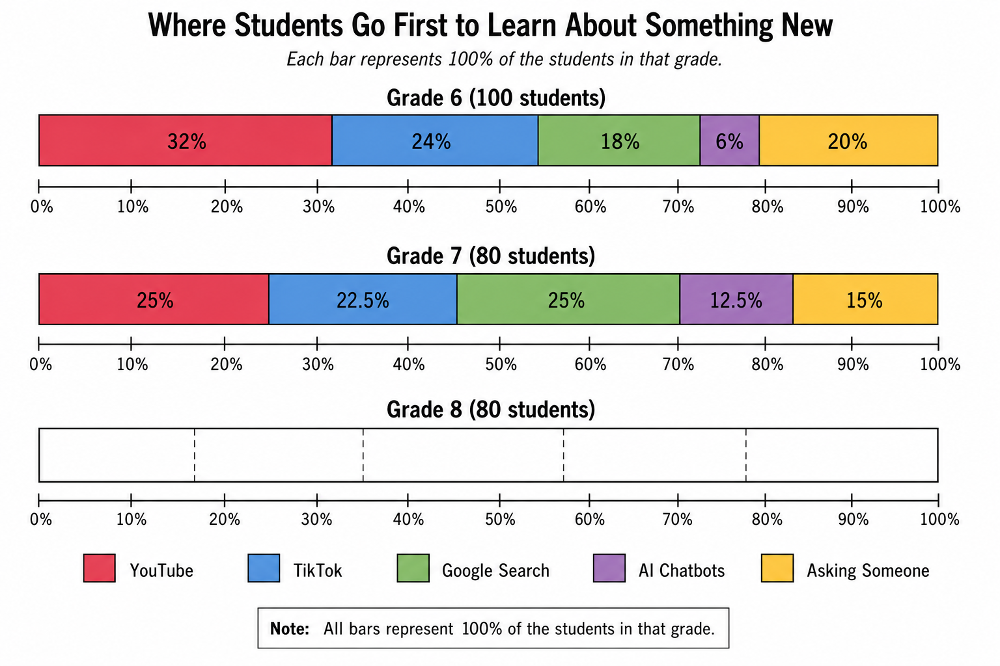 Where Students Go First to Learn About Something New
Each bar represents 100% of the students in that grade.
Grade 6 (100 students)
32% 24% 18% 6% 20%
0% 10% 20% 30% 40% 50% 60% 70% 80% 90% 100%
Grade 7 (80 students)
25% 22.5% 25% 12.5% 15%
0% 10% 20% 30% 40% 50% 60% 70% 80% 90% 100%
Grade 8 (80 students)
0% 10% 20% 30% 40% 50% 60% 70% 80% 90% 100%
YouTube TikTok Google Search AI Chatbots Asking Someone
Note: All bars represent 100% of the students in that grade.